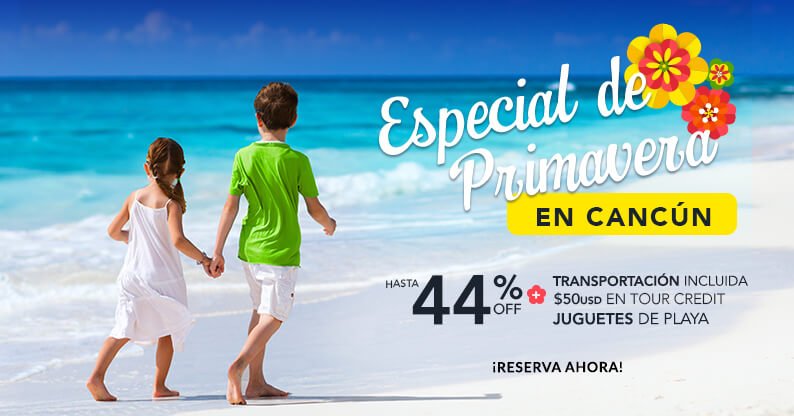 Especial de
Primavera
EN CANCÚN
HASTA 44% OFF
TRANSPORTACIÓN INCLUIDA
$50USD EN TOUR CREDIT
JUGUETES DE PLAYA
¡RESERVA AHORA!